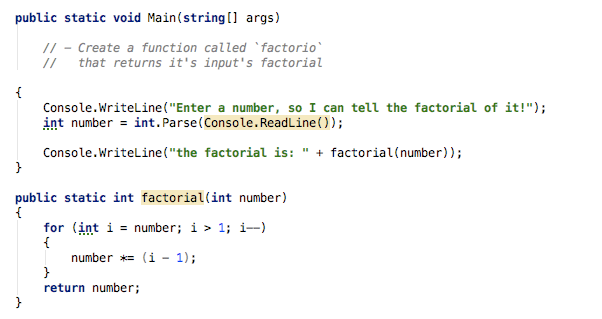 public static void Main(string[] args)
// – Create a function called `factorio`
//   that returns it's input's factorial
{
Console.WriteLine("Enter a number, so I can tell the factorial of it!");
int number = int.Parse(Console.ReadLine());
Console.WriteLine("the factorial is: " + factorial(number));
}
public static int factorial(int number)
{
for (int i = number; i > 1; i--)
{
number *= (i - 1);
}
return number;
}